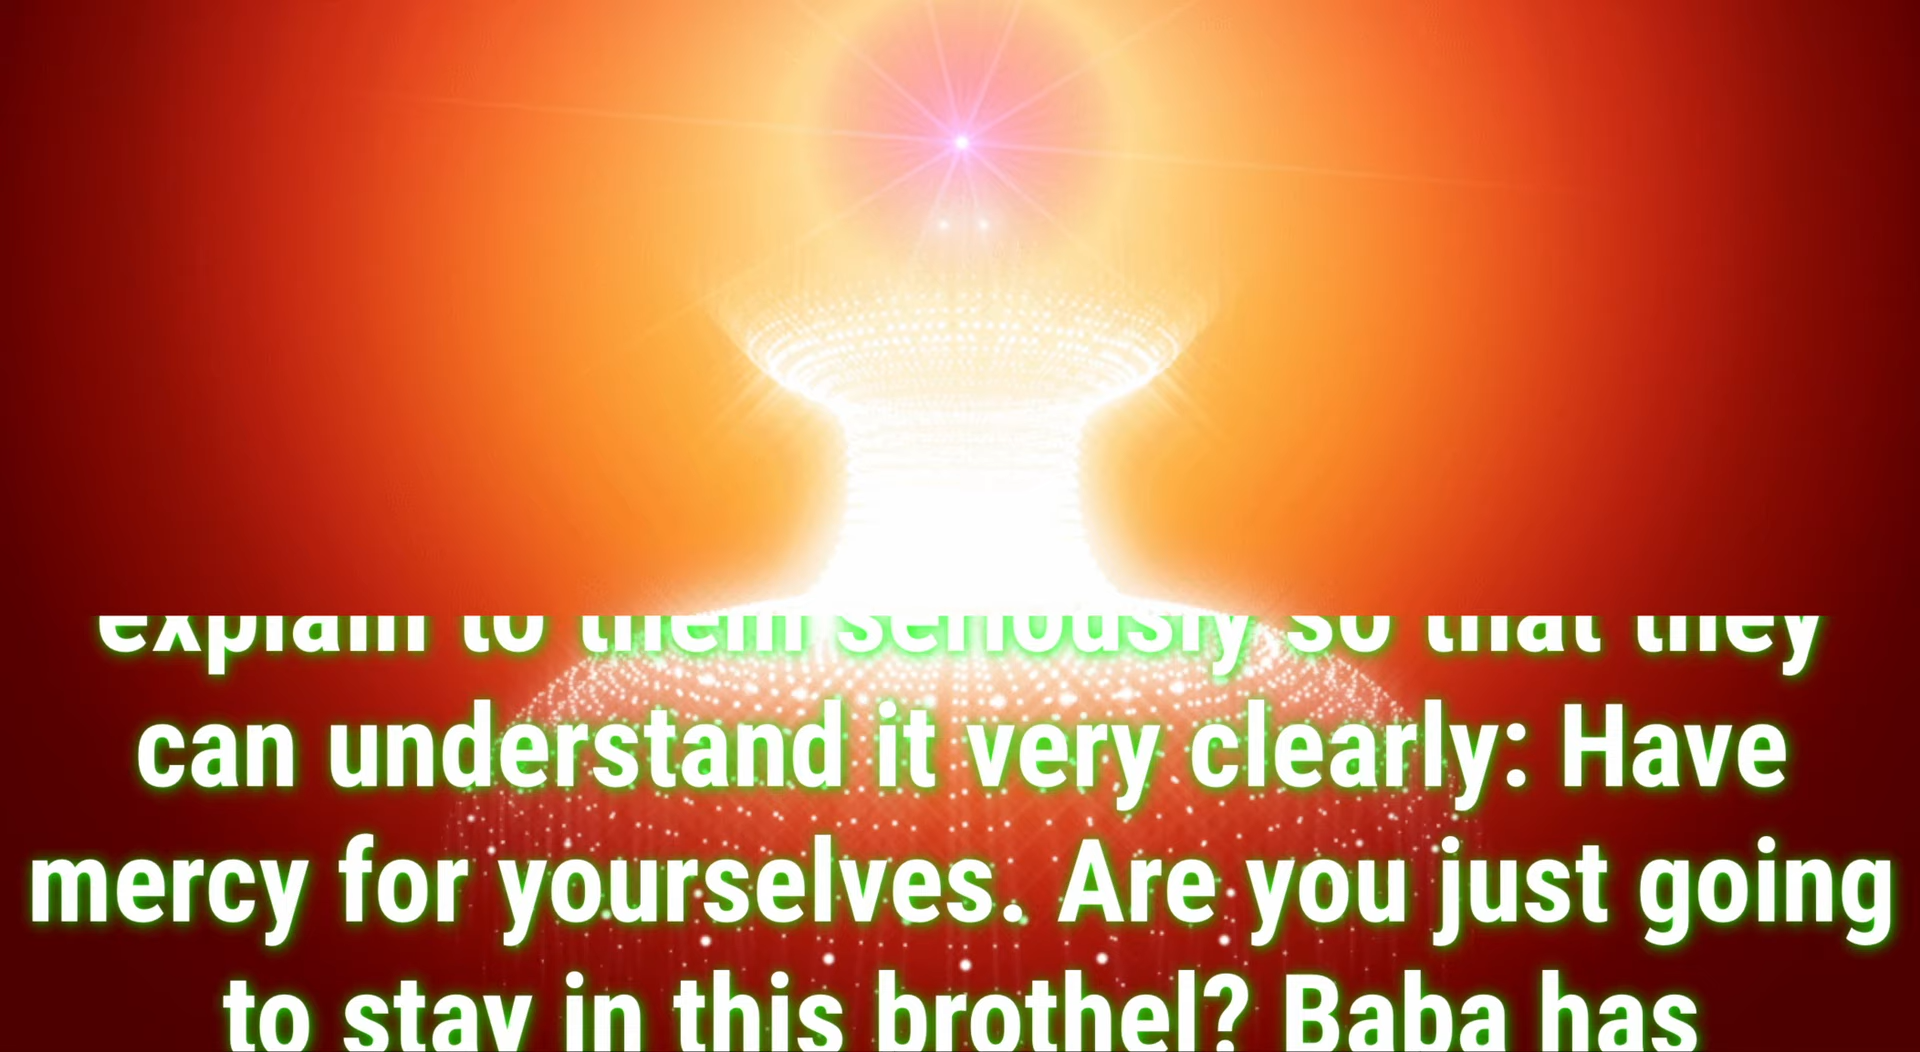 explain to them seriously so that they
can understand it very clearly: Have
mercy for yourselves. Are you just going
to stay in this brothel? Baba has